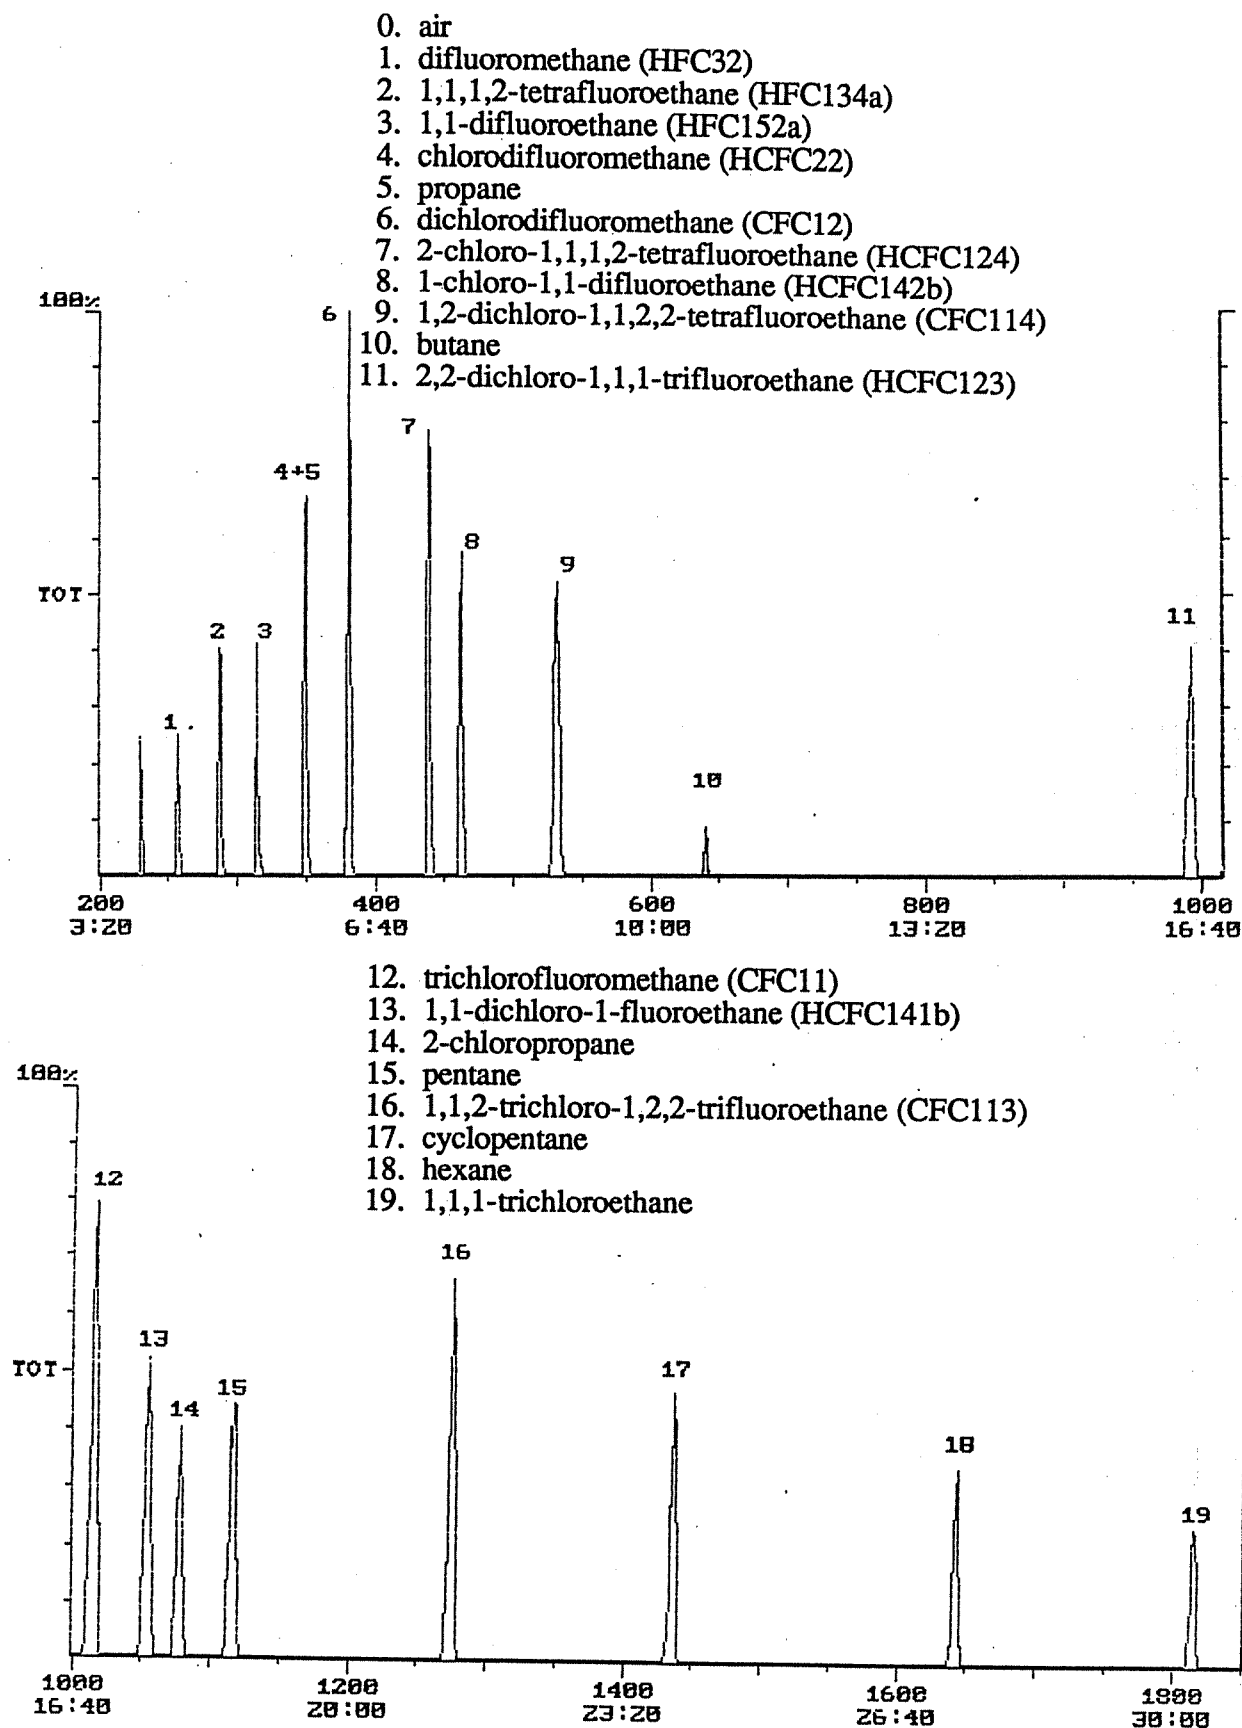 0. air
1. difluoromethane (HFC32)
2. 1,1,1,2-tetrafluoroethane (HFC134a)
3. 1,1-difluoroethane (HFC152a)
4. chlorodifluoromethane (HCFC22)
5. propane
6. dichlorodifluoromethane (CFC12)
7. 2-chloro-1,1,1,2-tetrafluoroethane (HCFC124)
8. 1-chloro-1,1-difluoroethane (HCFC142b)
9. 1,2-dichloro-1,1,2,2-tetrafluoroethane (CFC114)
10. butane
11. 2,2-dichloro-1,1,1-trifluoroethane (HCFC123)
100%
6
7
4+5
8
9
TOT
11
2
3
1
10
200 400 600 800 1000
3:20 6:40 10:00 13:20 16:40
12. trichlorofluoromethane (CFC11)
13. 1,1-dichloro-1-fluoroethane (HCFC141b)
14. 2-chloropropane
15. pentane
16. 1,1,2-trichloro-1,2,2-trifluoroethane (CFC113)
17. cyclopentane
18. hexane
19. 1,1,1-trichloroethane
100%
12
16
13
TOT
17
15
14
18
19
1000 1200 1400 1600 1800
16:40 20:00 23:20 26:40 30:00